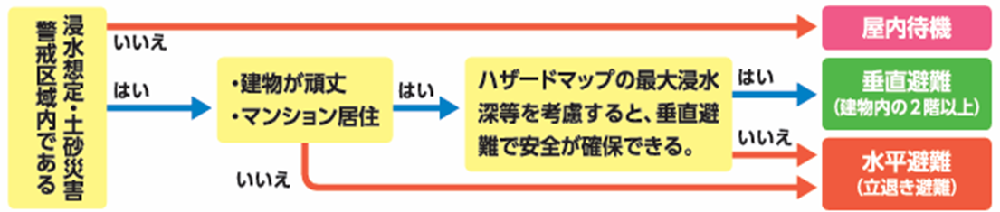 浸水想定・土砂災害
警戒区域内である
いいえ
屋内待機
はい
・建物が頑丈
・マンション居住
はい
ハザードマップの最大浸水
深等を考慮すると、垂直避
難で安全が確保できる。
はい
垂直避難
（建物内の２階以上）
いいえ
水平避難
（立退き避難）
いいえ